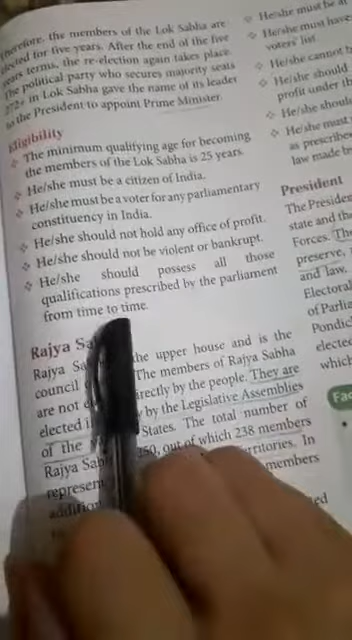 Therefore, the members of the Lok Sabha are
elected for five years. After the end of the five
years terms, the re-election again takes place.
The political party who secures majority seats
272+ in Lok Sabha gave the name of its leader
to the President to appoint Prime Minister.
Eligibility
The minimum qualifying age for becoming
the members of the Lok Sabha is 25 years.
He/she must be a citizen of India.
He/she must be a voter for any parliamentary
constituency in India.
He/she should not hold any office of profit.
He/she should not be violent or bankrupt.
He/she should possess all those
qualifications prescribed by the parliament
from time to time.
Rajya Sa
Rajya Sa the upper house and is the
council The members of Rajya Sabha
are not directly by the people. They are
elected by the Legislative Assemblies
of the States. The total number of
Rajya Sab 250, out of which 238 members
represen territories. In
addition members
He/she must be
He/she must have
voters list
He/she cannot b
He/she should
profit under th
He/she shoul
He/she must
as prescribe
law made b
President
The Presiden
state and th
Forces. The
preserve,
and law.
Electoral
of Parlia
Pondic
electe
which
Fac